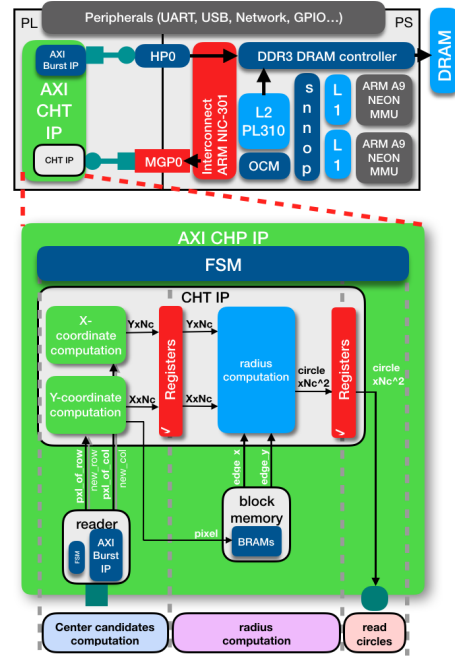 PL
Peripherals (UART, USB, Network, GPIO...)
PS
AXI
Burst IP
HP0
DDR3 DRAM controller
DRAM
AXI
CHT
IP
Interconnect
ARM NIC-301
L2
PL310
snnop
L
1
ARM A9
NEON
MMU
CHT IP
MGP0
OCM
L
1
ARM A9
NEON
MMU
AXI CHP IP
FSM
CHT IP
X-
coordinate
computation
YxNc
Registers
YxNc
radius
computation
circle
xNc^2
Registers
circle
xNc^2
Y-coordinate
computation
XxNc
XxNc
pxl_of_row
new_row
pxl_of_col
new_col
edge_x
edge_y
reader
FSM
AXI
Burst
IP
pixel
block
memory
BRAMs
Center candidates
computation
radius
computation
read
circles